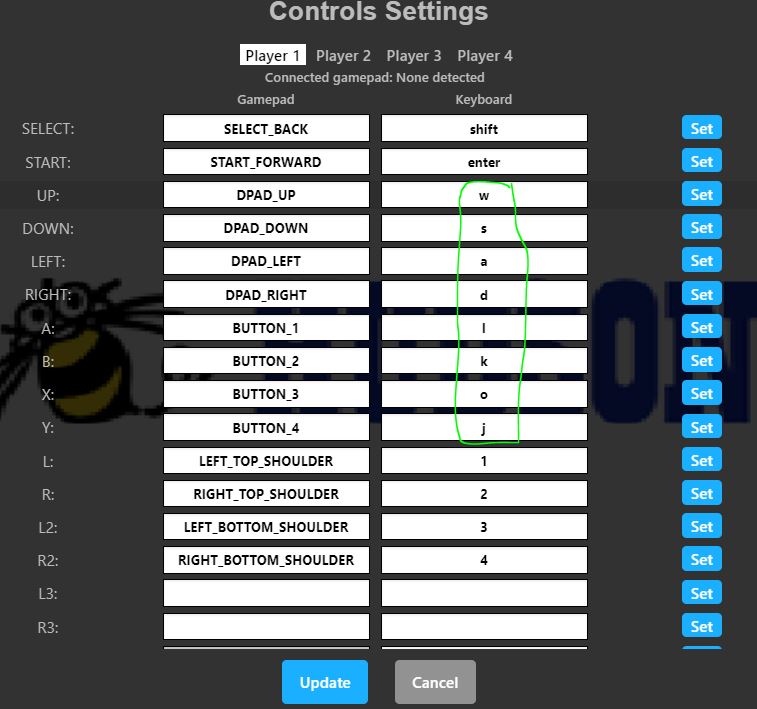 Controls Settings
Player 1 Player 2 Player 3 Player 4
Connected gamepad: None detected
Gamepad Keyboard
SELECT: SELECT_BACK shift Set
START: START_FORWARD enter Set
UP: DPAD_UP w Set
DOWN: DPAD_DOWN s Set
LEFT: DPAD_LEFT a Set
RIGHT: DPAD_RIGHT d Set
A: BUTTON_1 l Set
B: BUTTON_2 k Set
X: BUTTON_3 o Set
Y: BUTTON_4 j Set
L: LEFT_TOP_SHOULDER 1 Set
R: RIGHT_TOP_SHOULDER 2 Set
L2: LEFT_BOTTOM_SHOULDER 3 Set
R2: RIGHT_BOTTOM_SHOULDER 4 Set
L3: Set
R3: Set
Update Cancel